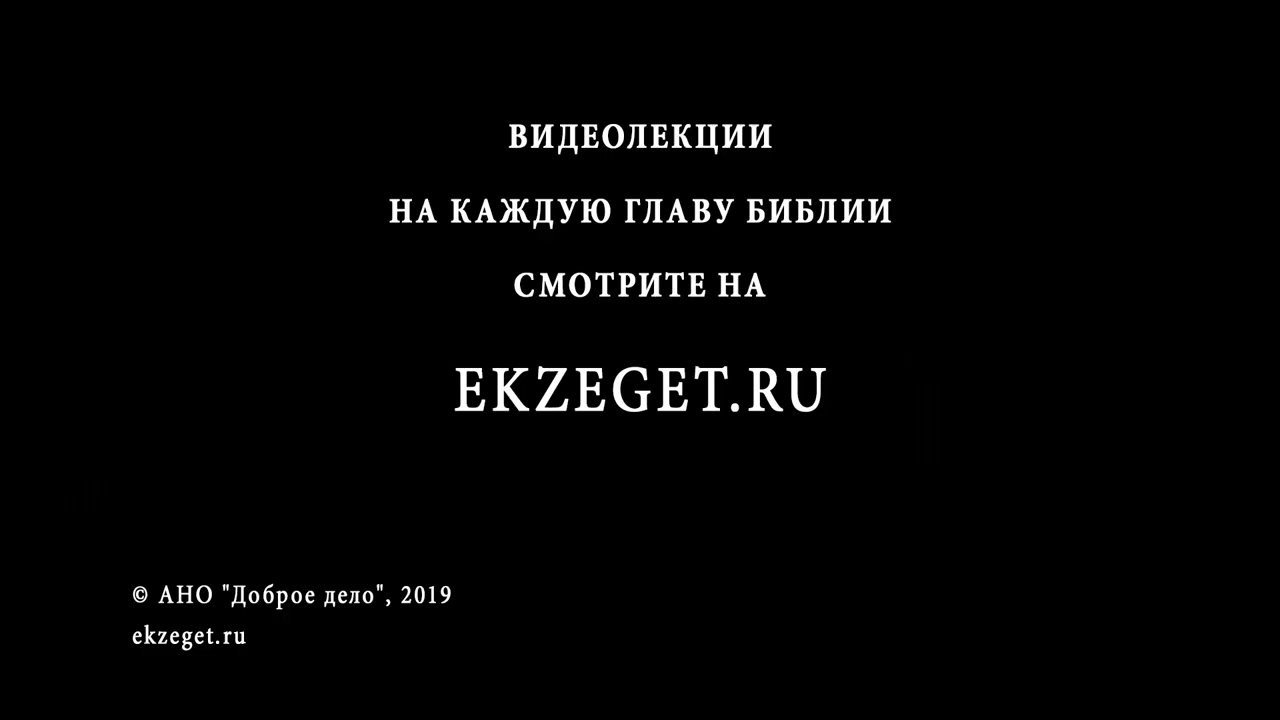 ВИДЕОЛЕКЦИИ
НА КАЖДУЮ ГЛАВУ БИБЛИИ
СМОТРИТЕ НА
EKZEGET.RU
© АНО "Доброе дело", 2019
ekzeget.ru